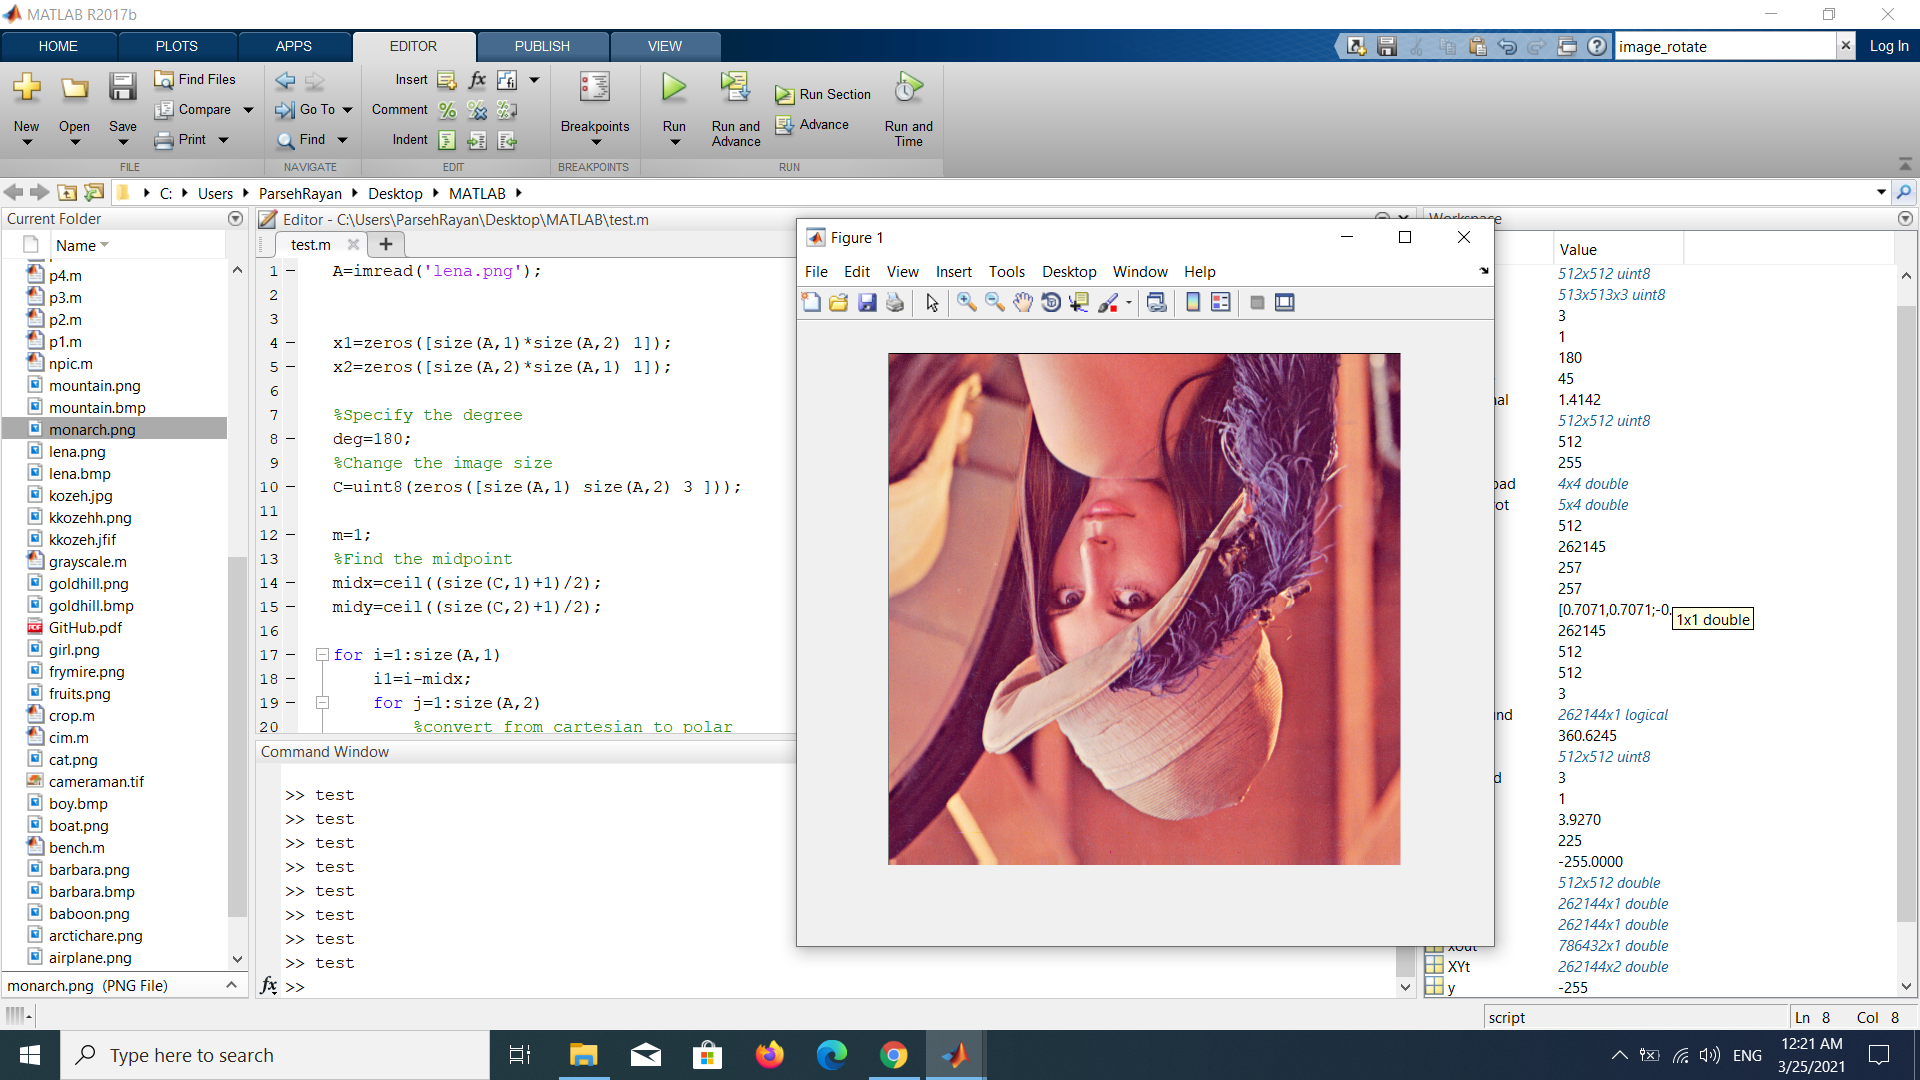 MATLAB R2017b
HOME PLOTS APPS EDITOR PUBLISH VIEW
image_rotate Log In
Find Files Insert
Compare Go To Comment Run Section
New Open Save Print Find Indent Breakpoints Run Run and Advance Advance Run and Time
FILE NAVIGATE EDIT BREAKPOINTS RUN
C: Users ParsehRayan Desktop MATLAB
Current Folder
Name
p4.m
p3.m
p2.m
p1.m
npic.m
mountain.png
mountain.bmp
monarch.png
lena.png
lena.bmp
kozeh.jpg
kkozehh.png
kkozeh.jfif
grayscale.m
goldhill.png
goldhill.bmp
GitHub.pdf
girl.png
frymire.png
fruits.png
crop.m
cim.m
cat.png
cameraman.tif
boy.bmp
boat.png
bench.m
barbara.png
barbara.bmp
baboon.png
arctichare.png
airplane.png
monarch.png (PNG File)
Editor - C:\Users\ParsehRayan\Desktop\MATLAB\test.m
test.m
1 A=imread('lena.png');
2
3
4 x1=zeros([size(A,1)*size(A,2) 1]);
5 x2=zeros([size(A,2)*size(A,1) 1]);
6
7 %Specify the degree
8 deg=180;
9 %Change the image size
10 C=uint8(zeros([size(A,1) size(A,2) 3 ]));
11
12 m=1;
13 %Find the midpoint
14 midx=ceil((size(C,1)+1)/2);
15 midy=ceil((size(C,2)+1)/2);
16
17 for i=1:size(A,1)
18 i1=i-midx;
19 for j=1:size(A,2)
20 %convert from cartesian to polar
Command Window
>> test
>> test
>> test
>> test
>> test
>> test
>> test
>> test
fx >>
Figure 1
File Edit View Insert Tools Desktop Window Help
Workspace
Value
512x512 uint8
513x513x3 uint8
3
1
180
45
nal 1.4142
512x512 uint8
512
255
oad 4x4 double
ot 5x4 double
512
262145
257
257
[0.7071,0.7071;-0.
1x1 double
262145
512
512
3
nd 262144x1 logical
360.6245
512x512 uint8
d 3
1
3.9270
225
-255.0000
512x512 double
262144x1 double
262144x1 double
xout 786432x1 double
XYt 262144x2 double
y -255
script Ln 8 Col 8
Type here to search
ENG
12:21 AM
3/25/2021